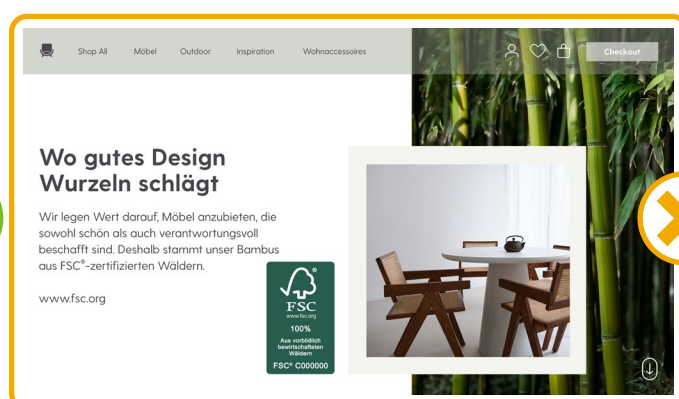 Shop All Möbel Outdoor Inspiration Wohnaccessoires Checkout
Wo gutes Design
Wurzeln schlägt
Wir legen Wert darauf, Möbel anzubieten, die
sowohl schön als auch verantwortungsvoll
beschafft sind. Deshalb stammt unser Bambus
aus FSC®-zertifizierten Wäldern.
www.fsc.org
®
FSC
www.fsc.org
100%
Aus vorbildlich
bewirtschafteten
Wäldern
FSC® C000000